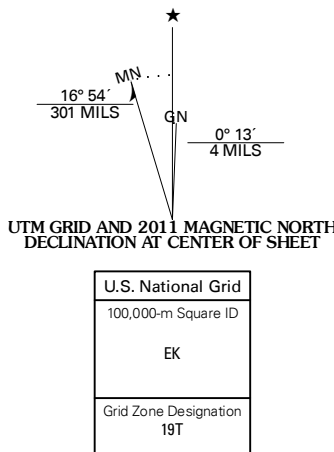 ★
MN
16° 54´
301 MILS
GN
0° 13´
4 MILS
UTM GRID AND 2011 MAGNETIC NORTH
DECLINATION AT CENTER OF SHEET
U.S. National Grid
100,000-m Square ID
EK
Grid Zone Designation
19T